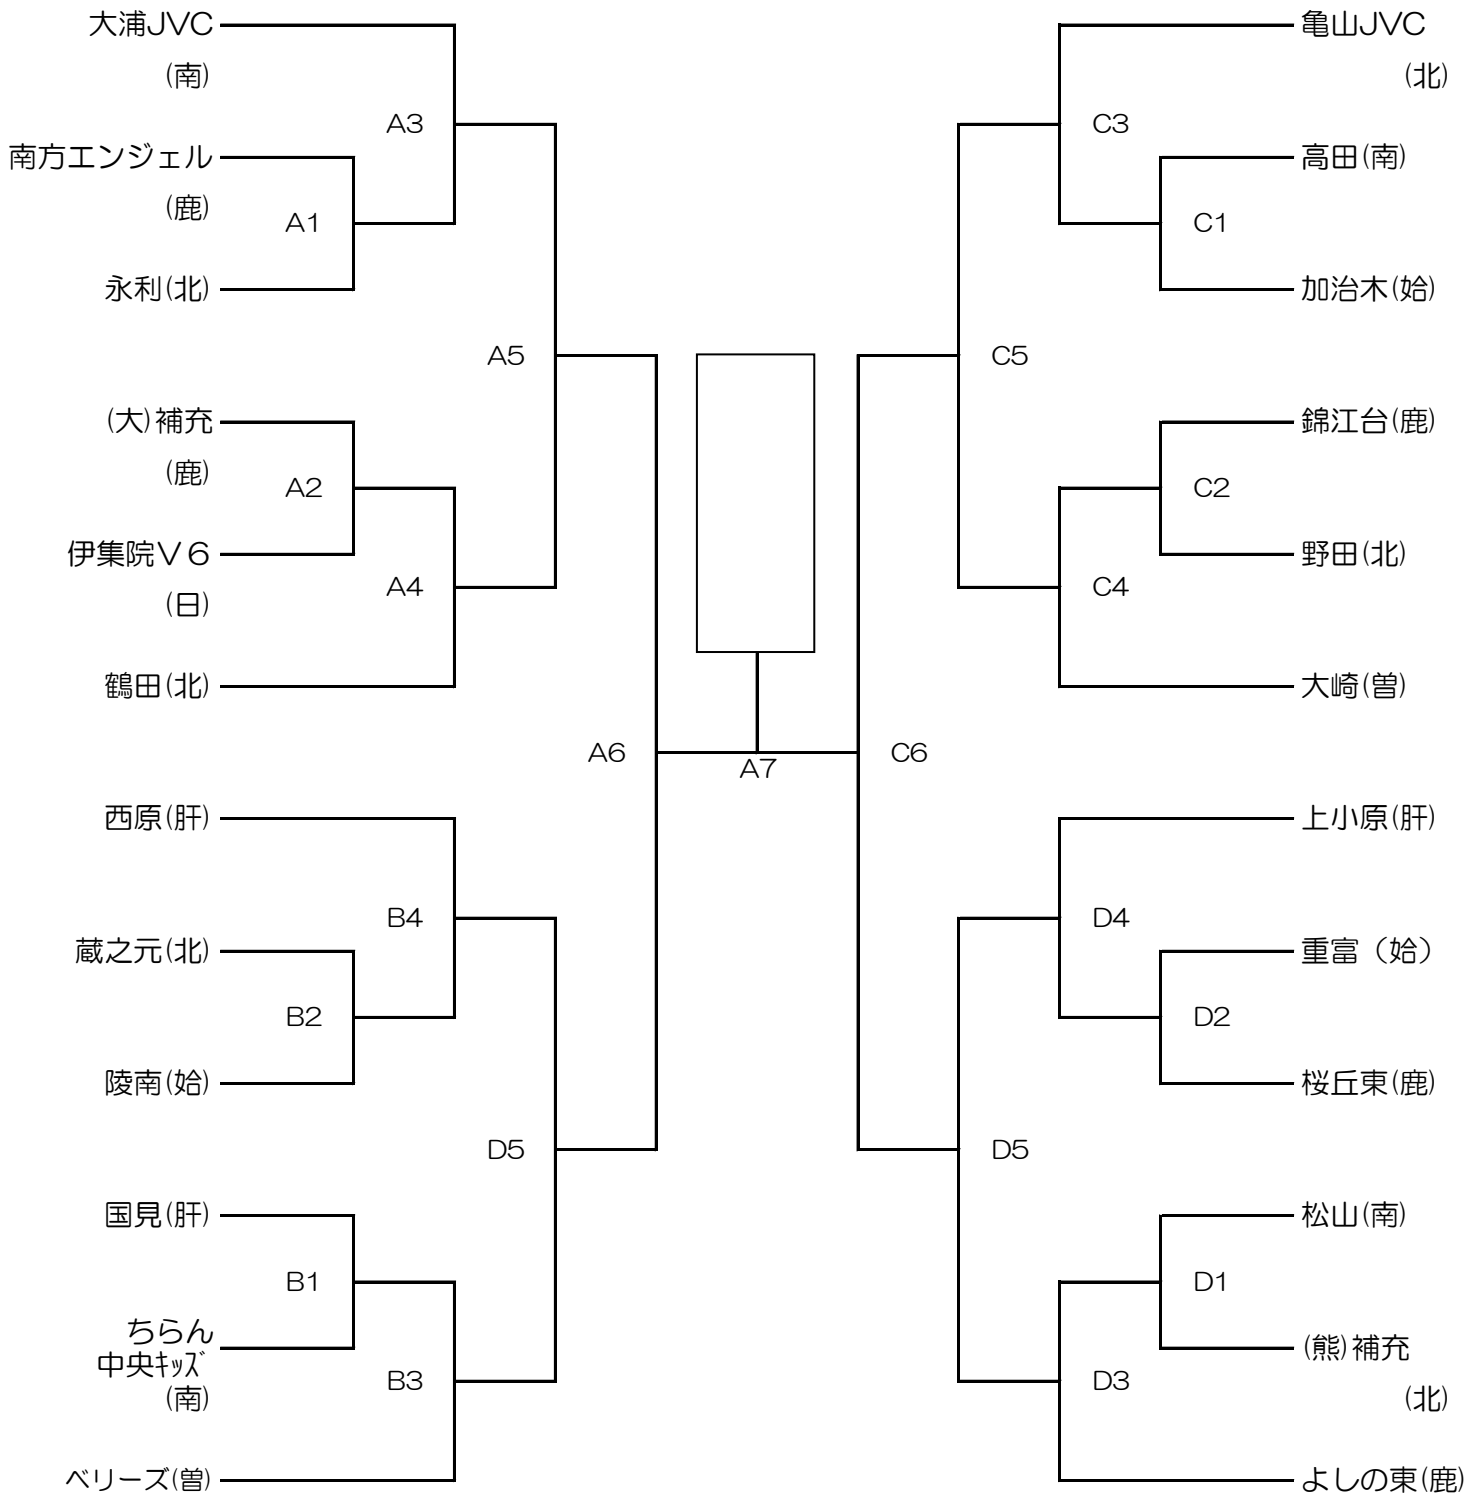 大浦JVC
(南)
A3
南方エンジェル
(鹿)
A1
永利(北)
A5
(大)補充
(鹿)
A2
伊集院V6
(日)
A4
鶴田(北)
A6
西原(肝)
B4
蔵之元(北)
B2
陵南(姶)
D5
国見(肝)
B1
ちらん
中央ｷｯｽﾞ
(南)
B3
ベリーズ(曽)
A7
亀山JVC
(北)
C3
高田(南)
C1
加治木(姶)
C5
錦江台(鹿)
C2
野田(北)
C4
大崎(曽)
C6
上小原(肝)
D4
重富（姶）
D2
桜丘東(鹿)
D5
松山(南)
D1
(熊)補充
(北)
D3
よしの東(鹿)